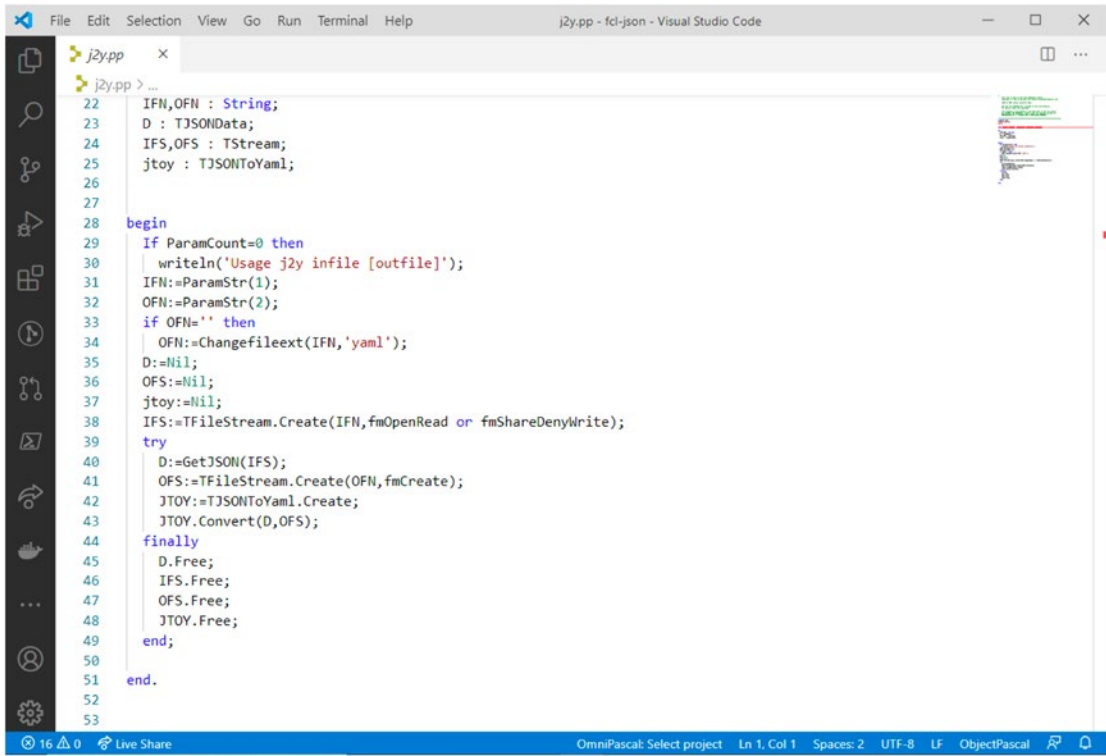 File Edit Selection View Go Run Terminal Help j2y.pp - fcl-json - Visual Studio Code
j2y.pp
j2y.pp > ...
22 IFN,OFN : String;
23 D : TJSONData;
24 IFS,OFS : TStream;
25 jtoy : TJSONToYaml;
26
27
28 begin
29 If ParamCount=0 then
30 writeln('Usage j2y infile [outfile]');
31 IFN:=ParamStr(1);
32 OFN:=ParamStr(2);
33 if OFN='' then
34 OFN:=Changefileext(IFN,'yaml');
35 D:=Nil;
36 OFS:=Nil;
37 jtoy:=Nil;
38 IFS:=TFileStream.Create(IFN,fmOpenRead or fmShareDenyWrite);
39 try
40 D:=GetJSON(IFS);
41 OFS:=TFileStream.Create(OFN,fmCreate);
42 JTOY:=TJSONToYaml.Create;
43 JTOY.Convert(D,OFS);
44 finally
45 D.Free;
46 IFS.Free;
47 OFS.Free;
48 JTOY.Free;
49 end;
50
51 end.
52
53
16 0 Live Share OmniPascal: Select project Ln 1, Col 1 Spaces: 2 UTF-8 LF ObjectPascal